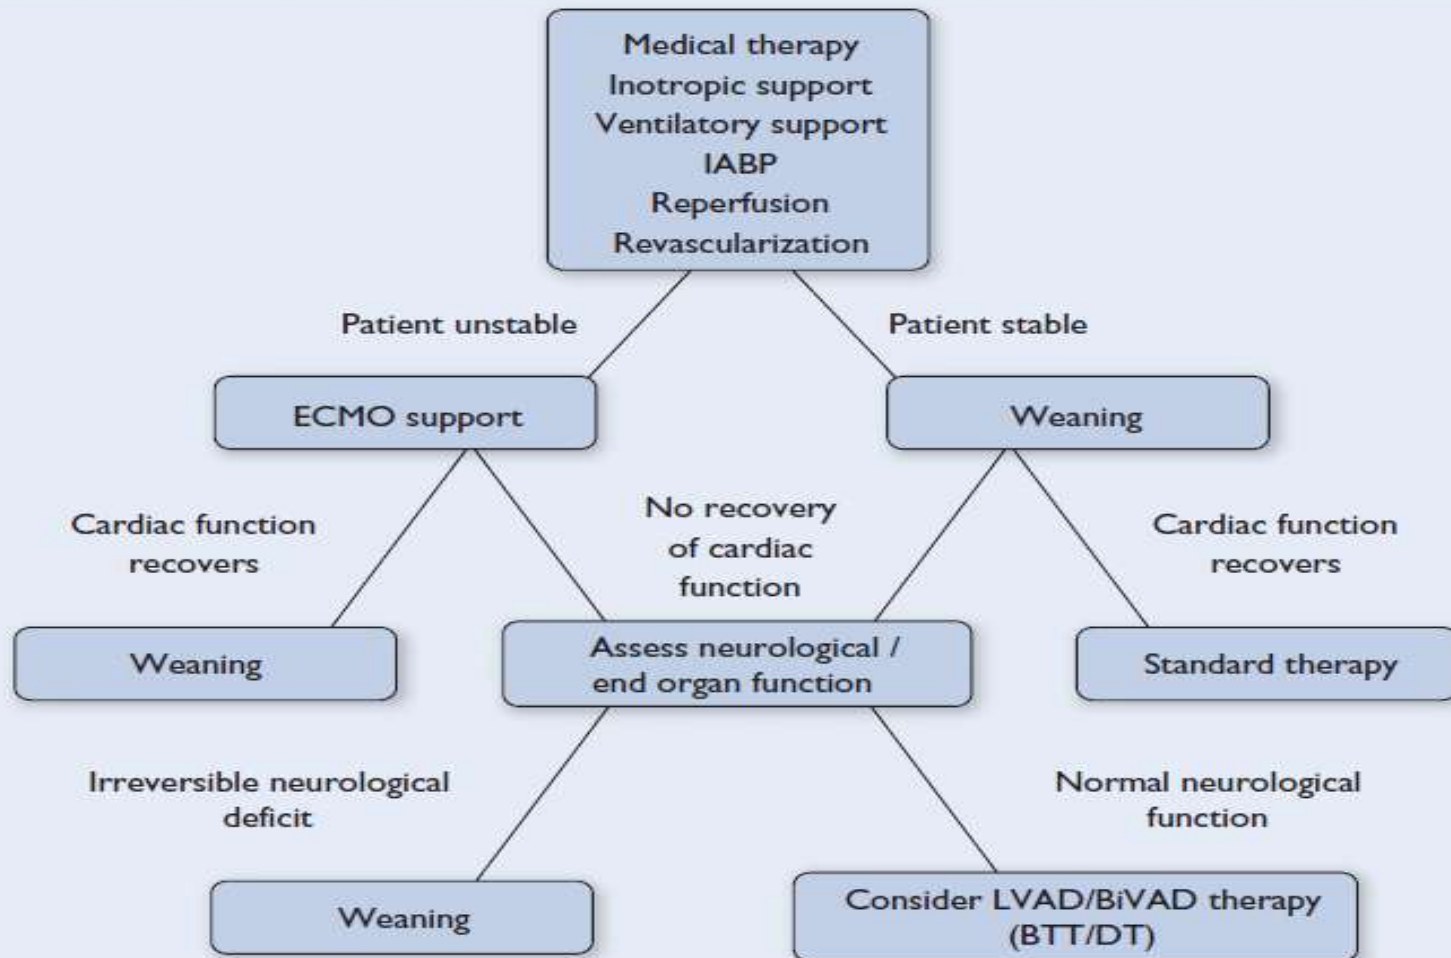 Medical therapy
Inotropic support
Ventilatory support
IABP
Reperfusion
Revascularization
Patient unstable
Patient stable
ECMO support
Weaning
Cardiac function
recovers
No recovery
of cardiac
function
Cardiac function
recovers
Weaning
Assess neurological /
end organ function
Standard therapy
Irreversible neurological
deficit
Normal neurological
function
Weaning
Consider LVAD/BiVAD therapy
(BTT/DT)